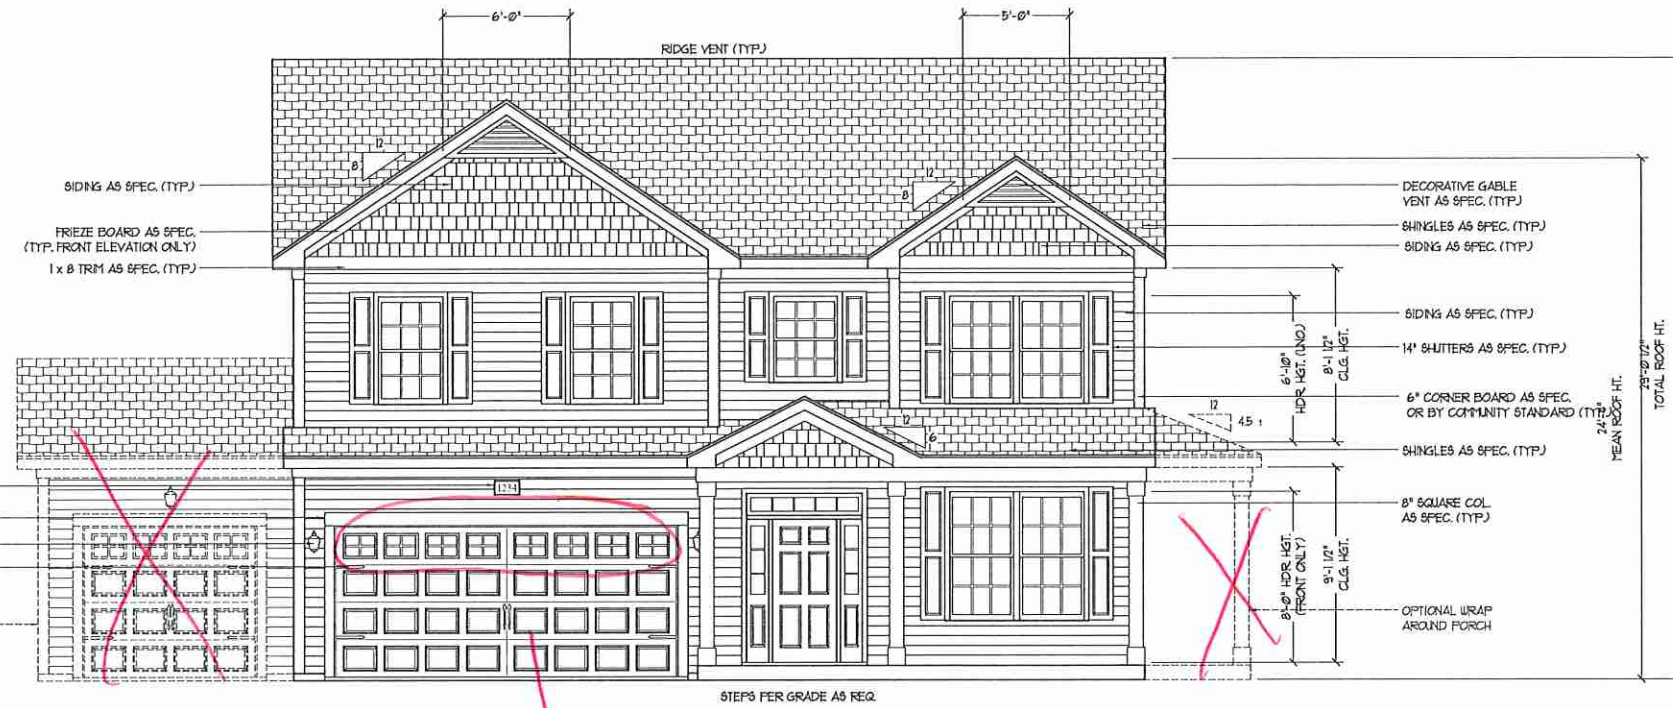 6'-0"
5'-0"
RIDGE VENT (TYP.)
12
8
12
8
SIDING AS SPEC. (TYP.)
FRIEZE BOARD AS SPEC.
(TYP. FRONT ELEVATION ONLY)
1 x 8 TRIM AS SPEC. (TYP.)
DECORATIVE GABLE
VENT AS SPEC. (TYP.)
SHINGLES AS SPEC. (TYP.)
SIDING AS SPEC. (TYP.)
SIDING AS SPEC. (TYP.)
14" SHUTTERS AS SPEC. (TYP.)
6" CORNER BOARD AS SPEC.
OR BY COMMUNITY STANDARD (TYP.)
12
4.5
12
6
SHINGLES AS SPEC. (TYP.)
8" SQUARE COL.
AS SPEC. (TYP.)
OPTIONAL WRAP
AROUND PORCH
6'-10"
HDR HGT. (UNO.)
8'-1 1/2"
CLG. HGT.
8'-0" HDR HGT.
(FRONT ONLY)
9'-1 1/2"
CLG. HGT.
MEAN ROOF HT.
29'-0 1/2"
TOTAL ROOF HT.
1234
STEPS PER GRADE AS REQ.